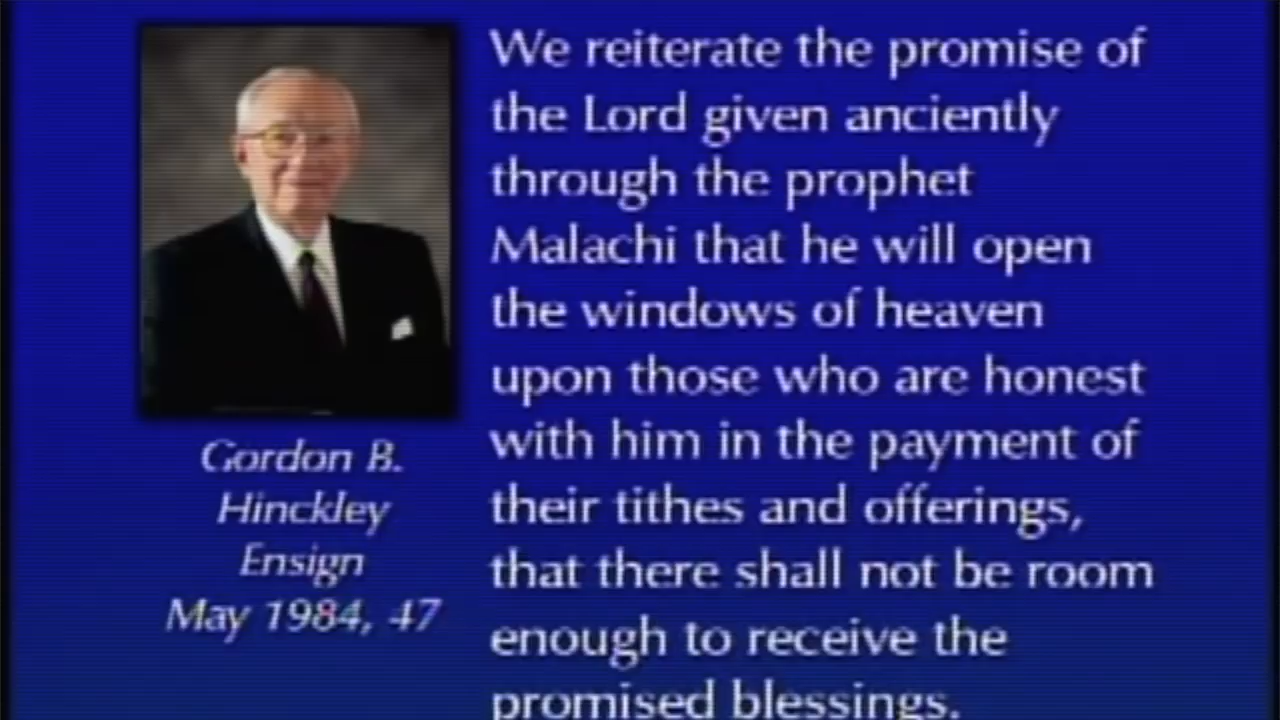 We reiterate the promise of
the Lord given anciently
through the prophet
Malachi that he will open
the windows of heaven
upon those who are honest
with him in the payment of
their tithes and offerings,
that there shall not be room
enough to receive the
promised blessings.
Gordon B.
Hinckley
Ensign
May 1984, 47